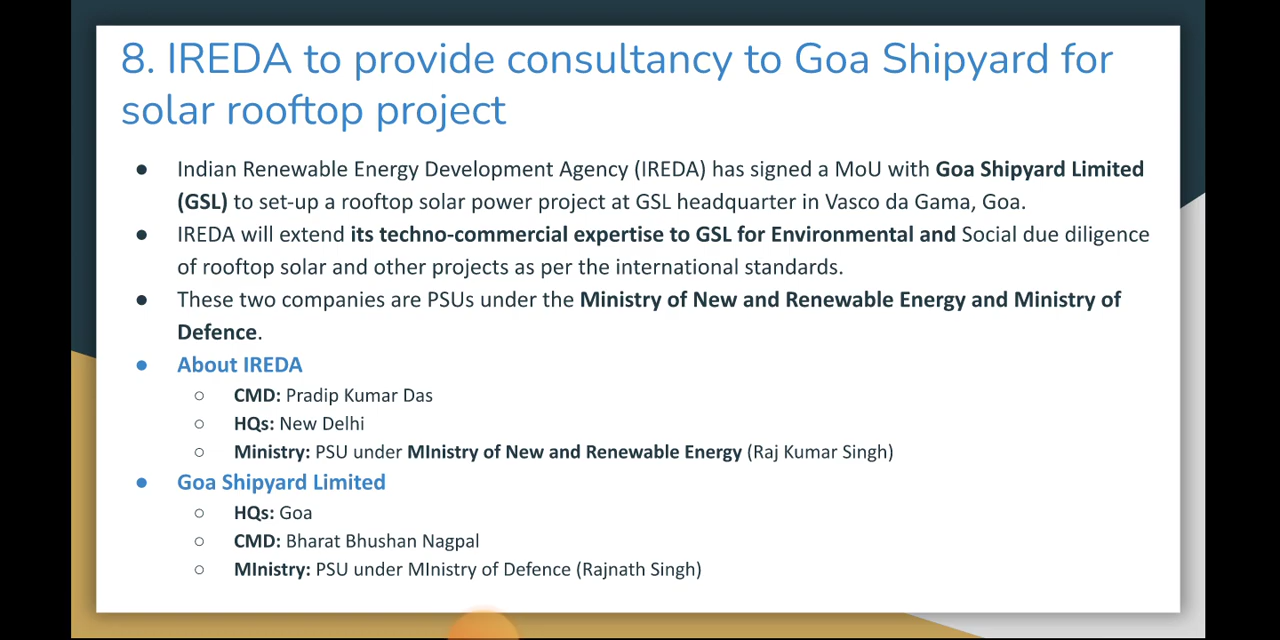 8. IREDA to provide consultancy to Goa Shipyard for
solar rooftop project
● Indian Renewable Energy Development Agency (IREDA) has signed a MoU with Goa Shipyard Limited
(GSL) to set-up a rooftop solar power project at GSL headquarter in Vasco da Gama, Goa.
● IREDA will extend its techno-commercial expertise to GSL for Environmental and Social due diligence
of rooftop solar and other projects as per the international standards.
● These two companies are PSUs under the Ministry of New and Renewable Energy and Ministry of
Defence.
● About IREDA
○ CMD: Pradip Kumar Das
○ HQs: New Delhi
○ Ministry: PSU under MInistry of New and Renewable Energy (Raj Kumar Singh)
● Goa Shipyard Limited
○ HQs: Goa
○ CMD: Bharat Bhushan Nagpal
○ MInistry: PSU under MInistry of Defence (Rajnath Singh)